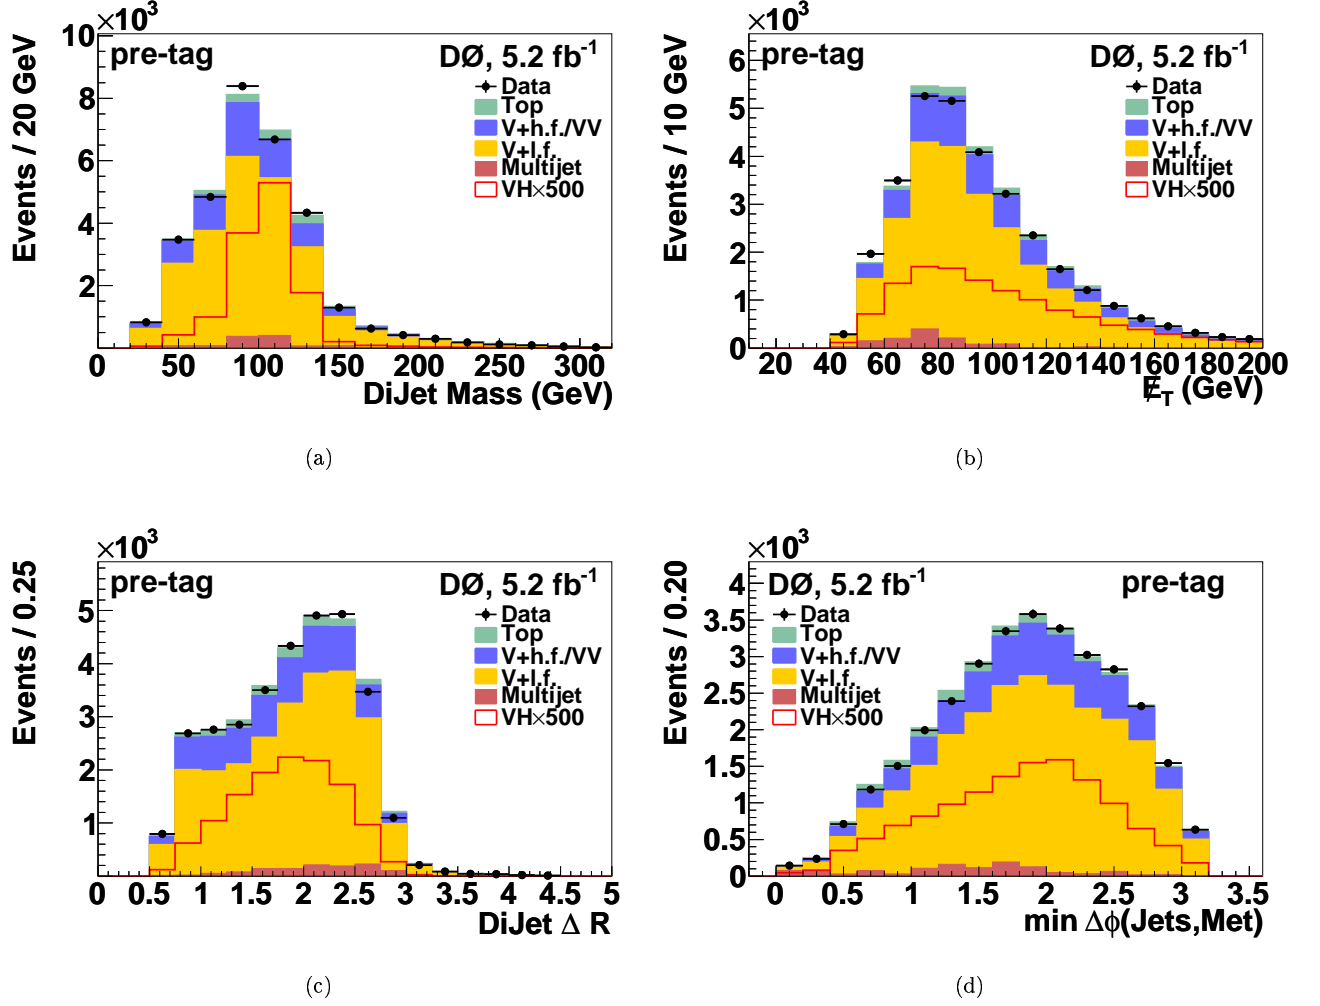 ×10³
10
8
6
4
2
0 50 100 150 200 250 300
Events / 20 GeV
DiJet Mass (GeV)
pre-tag
DØ, 5.2 fb⁻¹
Data
Top
V+h.f./VV
V+l.f.
Multijet
VH×500
(a)
×10³
6
5
4
3
2
1
0
20 40 60 80 100 120 140 160 180 200
Events / 10 GeV
E̸_T (GeV)
pre-tag
DØ, 5.2 fb⁻¹
Data
Top
V+h.f./VV
V+l.f.
Multijet
VH×500
(b)
×10³
5
4
3
2
1
0 0.5 1 1.5 2 2.5 3 3.5 4 4.5 5
Events / 0.25
DiJet Δ R
pre-tag
DØ, 5.2 fb⁻¹
Data
Top
V+h.f./VV
V+l.f.
Multijet
VH×500
(c)
×10³
4
3.5
3
2.5
2
1.5
1
0.5
0
0 0.5 1 1.5 2 2.5 3 3.5
Events / 0.20
min Δϕ(Jets,Met)
DØ, 5.2 fb⁻¹
pre-tag
Data
Top
V+h.f./VV
V+l.f.
Multijet
VH×500
(d)